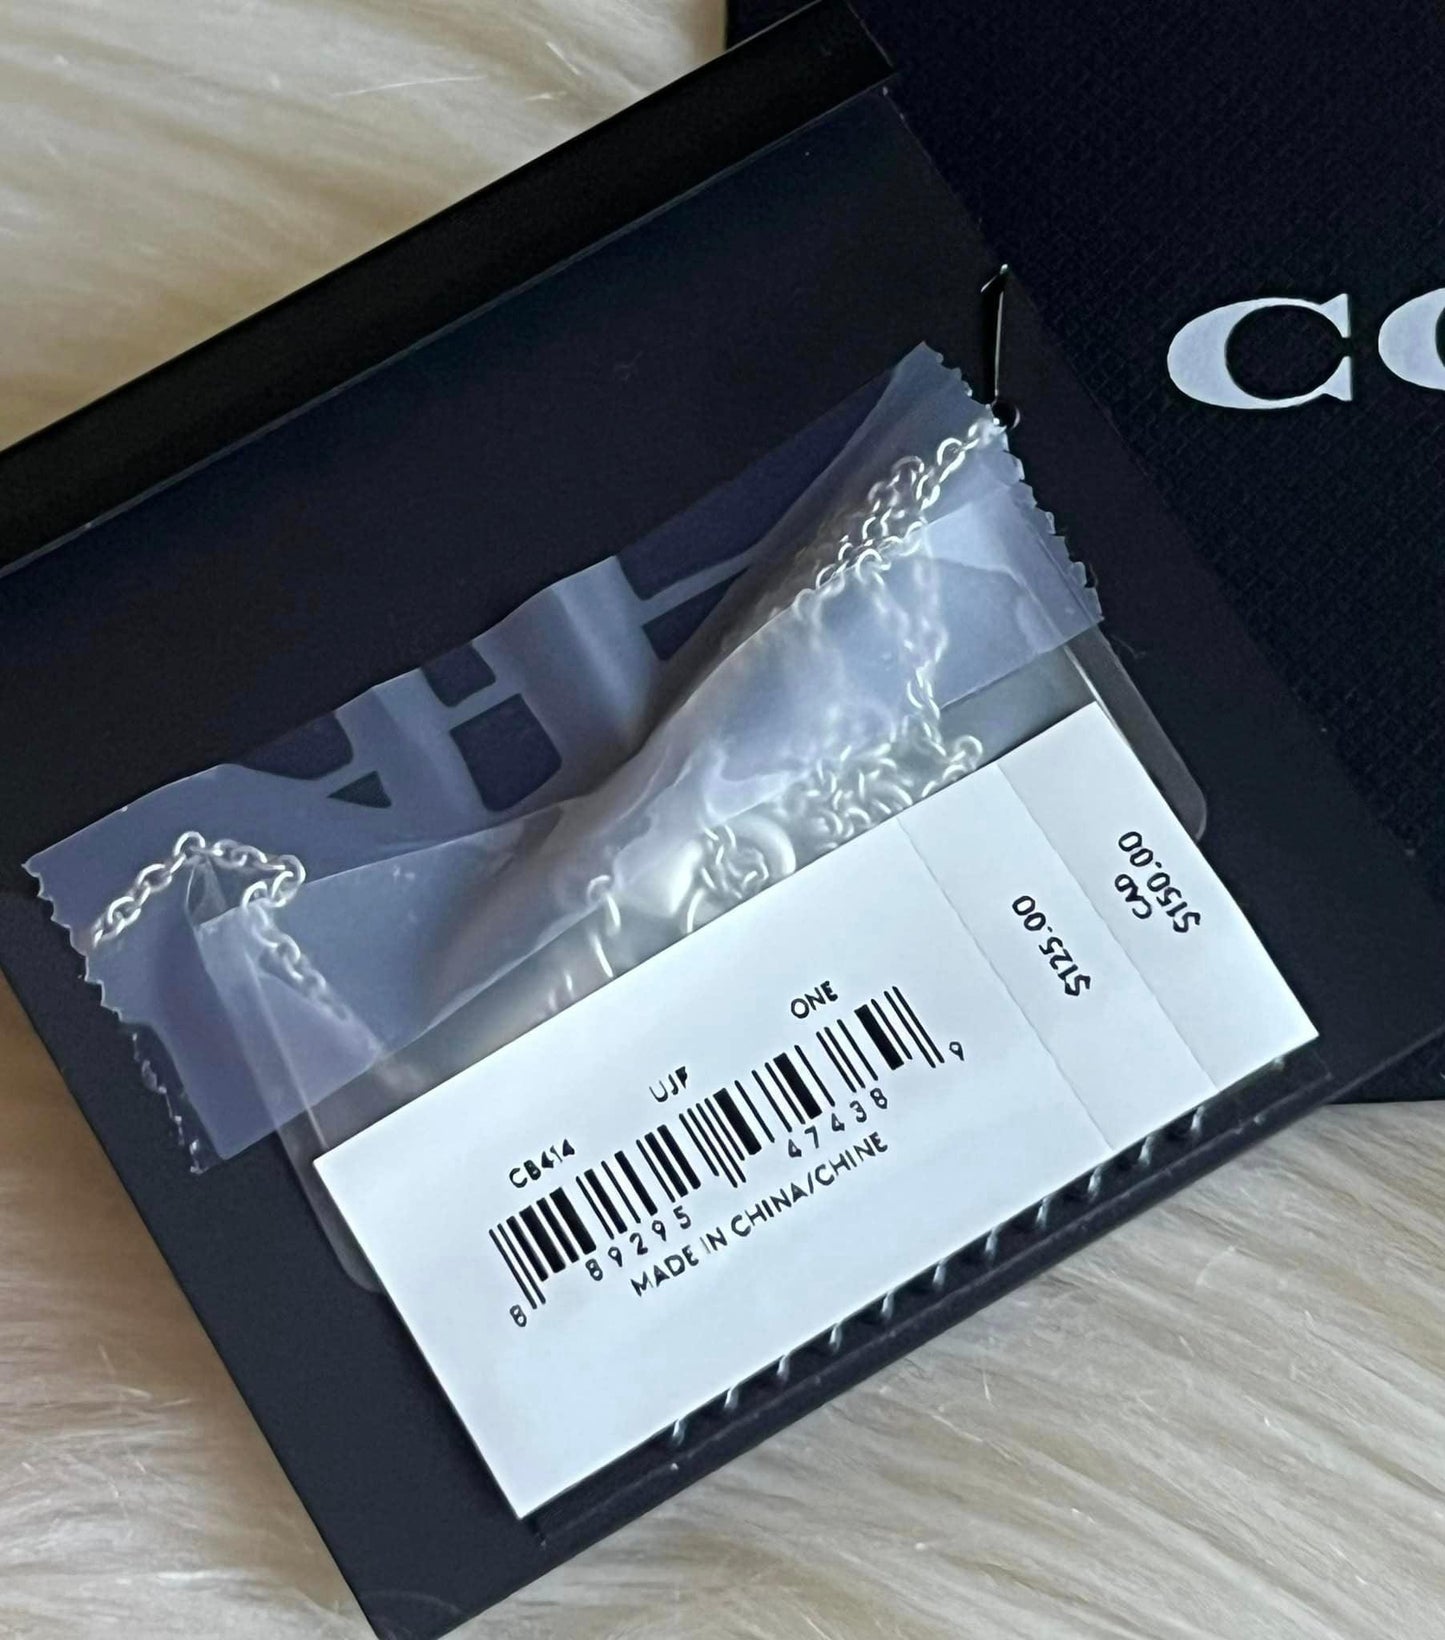 CO
CB414
UJF
ONE
8 89295 47438 9
MADE IN CHINA/CHINE
$125.00
CAD
$150.00